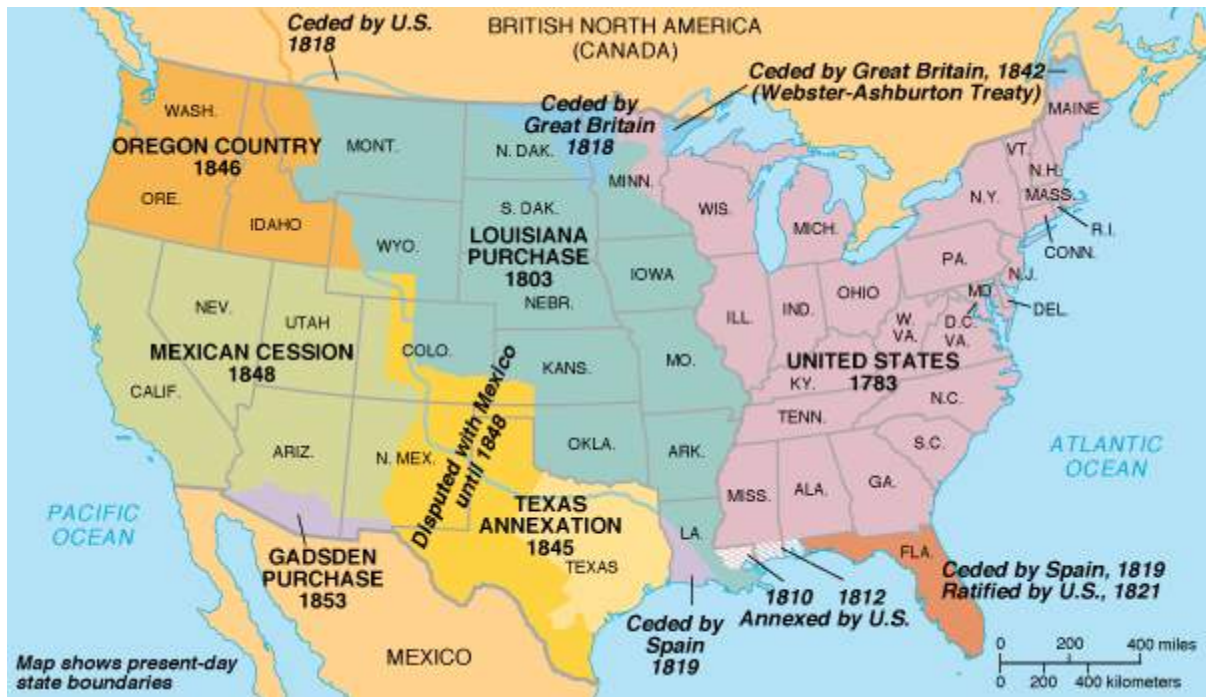 Ceded by U.S.
1818
BRITISH NORTH AMERICA
(CANADA)
Ceded by Great Britain, 1842
(Webster-Ashburton Treaty)
Ceded by
Great Britain
1818
WASH.
OREGON COUNTRY
1846
ORE.
IDAHO
MONT.
N. DAK.
MINN.
S. DAK.
WYO.
LOUISIANA
PURCHASE
1803
NEBR.
IOWA
WIS.
MICH.
MAINE
VT.
N.H.
MASS.
R.I.
CONN.
N.Y.
PA.
N.J.
MD.
DEL.
D.C.
VA.
W.
VA.
OHIO
IND.
ILL.
NEV.
UTAH
MEXICAN CESSION
1848
CALIF.
COLO.
KANS.
MO.
UNITED STATES
1783
KY.
N.C.
TENN.
S.C.
ARIZ.
N. MEX.
Disputed with Mexico
until 1848
OKLA.
ARK.
MISS.
ALA.
GA.
ATLANTIC
OCEAN
PACIFIC
OCEAN
TEXAS
ANNEXATION
1845
TEXAS
LA.
GADSDEN
PURCHASE
1853
FLA.
Ceded by Spain, 1819
Ratified by U.S., 1821
Ceded by
Spain
1819
1810
1812
Annexed by U.S.
MEXICO
Map shows present-day
state boundaries
0 200 400 miles
0 200 400 kilometers